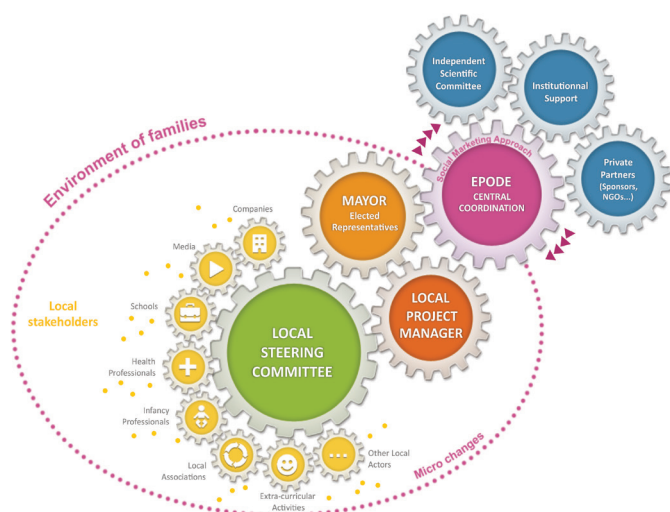 Independent
Scientific
Committee
Institutionnal
Support
Private
Partners
(Sponsors,
NGOs...)
Social Marketing Approach
EPODE
CENTRAL
COORDINATION
Environment of families
MAYOR
Elected
Representatives
LOCAL
PROJECT
MANAGER
LOCAL
STEERING
COMMITTEE
Local
stakeholders
Companies
Media
Schools
Health
Professionals
Infancy
Professionals
Local
Associations
Extra-curricular
Activities
Other Local
Actors
...
Micro changes